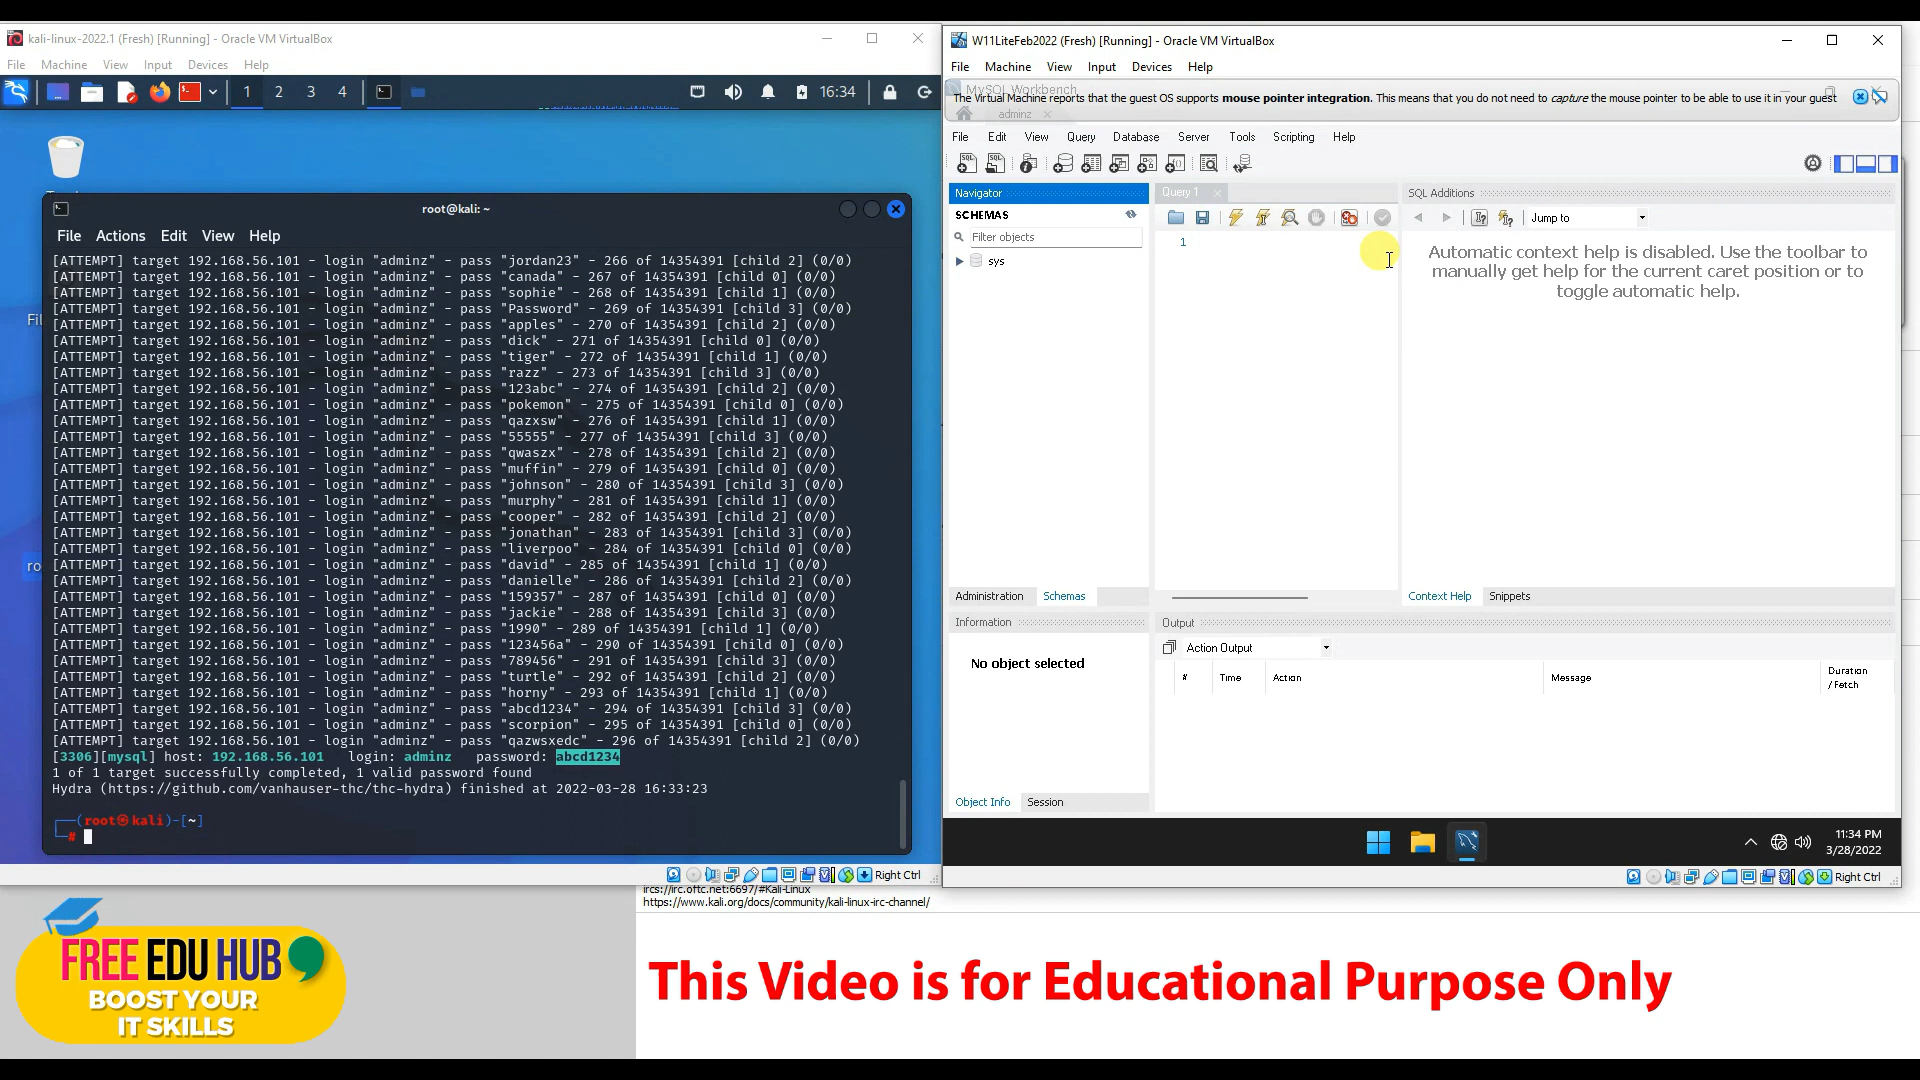 kali-linux-2022.1 (Fresh) [Running] - Oracle VM VirtualBox
File Machine View Input Devices Help
1 2 3 4 16:34
root@kali: ~
File Actions Edit View Help
[ATTEMPT] target 192.168.56.101 - login "adminz" - pass "jordan23" - 266 of 14354391 [child 2] (0/0)
[ATTEMPT] target 192.168.56.101 - login "adminz" - pass "canada" - 267 of 14354391 [child 0] (0/0)
[ATTEMPT] target 192.168.56.101 - login "adminz" - pass "sophie" - 268 of 14354391 [child 1] (0/0)
[ATTEMPT] target 192.168.56.101 - login "adminz" - pass "Password" - 269 of 14354391 [child 3] (0/0)
[ATTEMPT] target 192.168.56.101 - login "adminz" - pass "apples" - 270 of 14354391 [child 2] (0/0)
[ATTEMPT] target 192.168.56.101 - login "adminz" - pass "dick" - 271 of 14354391 [child 0] (0/0)
[ATTEMPT] target 192.168.56.101 - login "adminz" - pass "tiger" - 272 of 14354391 [child 1] (0/0)
[ATTEMPT] target 192.168.56.101 - login "adminz" - pass "razz" - 273 of 14354391 [child 3] (0/0)
[ATTEMPT] target 192.168.56.101 - login "adminz" - pass "123abc" - 274 of 14354391 [child 2] (0/0)
[ATTEMPT] target 192.168.56.101 - login "adminz" - pass "pokemon" - 275 of 14354391 [child 0] (0/0)
[ATTEMPT] target 192.168.56.101 - login "adminz" - pass "qazxsw" - 276 of 14354391 [child 1] (0/0)
[ATTEMPT] target 192.168.56.101 - login "adminz" - pass "55555" - 277 of 14354391 [child 3] (0/0)
[ATTEMPT] target 192.168.56.101 - login "adminz" - pass "qwaszx" - 278 of 14354391 [child 2] (0/0)
[ATTEMPT] target 192.168.56.101 - login "adminz" - pass "muffin" - 279 of 14354391 [child 0] (0/0)
[ATTEMPT] target 192.168.56.101 - login "adminz" - pass "johnson" - 280 of 14354391 [child 3] (0/0)
[ATTEMPT] target 192.168.56.101 - login "adminz" - pass "murphy" - 281 of 14354391 [child 1] (0/0)
[ATTEMPT] target 192.168.56.101 - login "adminz" - pass "cooper" - 282 of 14354391 [child 2] (0/0)
[ATTEMPT] target 192.168.56.101 - login "adminz" - pass "jonathan" - 283 of 14354391 [child 3] (0/0)
[ATTEMPT] target 192.168.56.101 - login "adminz" - pass "liverpoo" - 284 of 14354391 [child 0] (0/0)
[ATTEMPT] target 192.168.56.101 - login "adminz" - pass "david" - 285 of 14354391 [child 1] (0/0)
[ATTEMPT] target 192.168.56.101 - login "adminz" - pass "danielle" - 286 of 14354391 [child 2] (0/0)
[ATTEMPT] target 192.168.56.101 - login "adminz" - pass "159357" - 287 of 14354391 [child 0] (0/0)
[ATTEMPT] target 192.168.56.101 - login "adminz" - pass "jackie" - 288 of 14354391 [child 3] (0/0)
[ATTEMPT] target 192.168.56.101 - login "adminz" - pass "1990" - 289 of 14354391 [child 1] (0/0)
[ATTEMPT] target 192.168.56.101 - login "adminz" - pass "123456a" - 290 of 14354391 [child 0] (0/0)
[ATTEMPT] target 192.168.56.101 - login "adminz" - pass "789456" - 291 of 14354391 [child 3] (0/0)
[ATTEMPT] target 192.168.56.101 - login "adminz" - pass "turtle" - 292 of 14354391 [child 2] (0/0)
[ATTEMPT] target 192.168.56.101 - login "adminz" - pass "horny" - 293 of 14354391 [child 1] (0/0)
[ATTEMPT] target 192.168.56.101 - login "adminz" - pass "abcd1234" - 294 of 14354391 [child 3] (0/0)
[ATTEMPT] target 192.168.56.101 - login "adminz" - pass "scorpion" - 295 of 14354391 [child 0] (0/0)
[ATTEMPT] target 192.168.56.101 - login "adminz" - pass "qazwsxedc" - 296 of 14354391 [child 2] (0/0)
[3306][mysql] host: 192.168.56.101 login: adminz password: abcd1234
1 of 1 target successfully completed, 1 valid password found
Hydra (https://github.com/vanhauser-thc/thc-hydra) finished at 2022-03-28 16:33:23
(root㉿kali)-[~]
#
Fil
ro
Right Ctrl
W11LiteFeb2022 (Fresh) [Running] - Oracle VM VirtualBox
File Machine View Input Devices Help
MySQL Workbench
The Virtual Machine reports that the guest OS supports mouse pointer integration. This means that you do not need to capture the mouse pointer to be able to use it in your guest
adminz
File Edit View Query Database Server Tools Scripting Help
Navigator
SCHEMAS
Filter objects
sys
Administration Schemas
Information
No object selected
Object Info Session
Query 1
1
SQL Additions
Jump to
Automatic context help is disabled. Use the toolbar to
manually get help for the current caret position or to
toggle automatic help.
Context Help Snippets
Output
Action Output
# Time Action Message Duration / Fetch
11:34 PM
3/28/2022
Right Ctrl
ircs://irc.oftc.net:6697/#Kali-Linux
https://www.kali.org/docs/community/kali-linux-irc-channel/
FREE EDU HUB
BOOST YOUR
IT SKILLS
This Video is for Educational Purpose Only